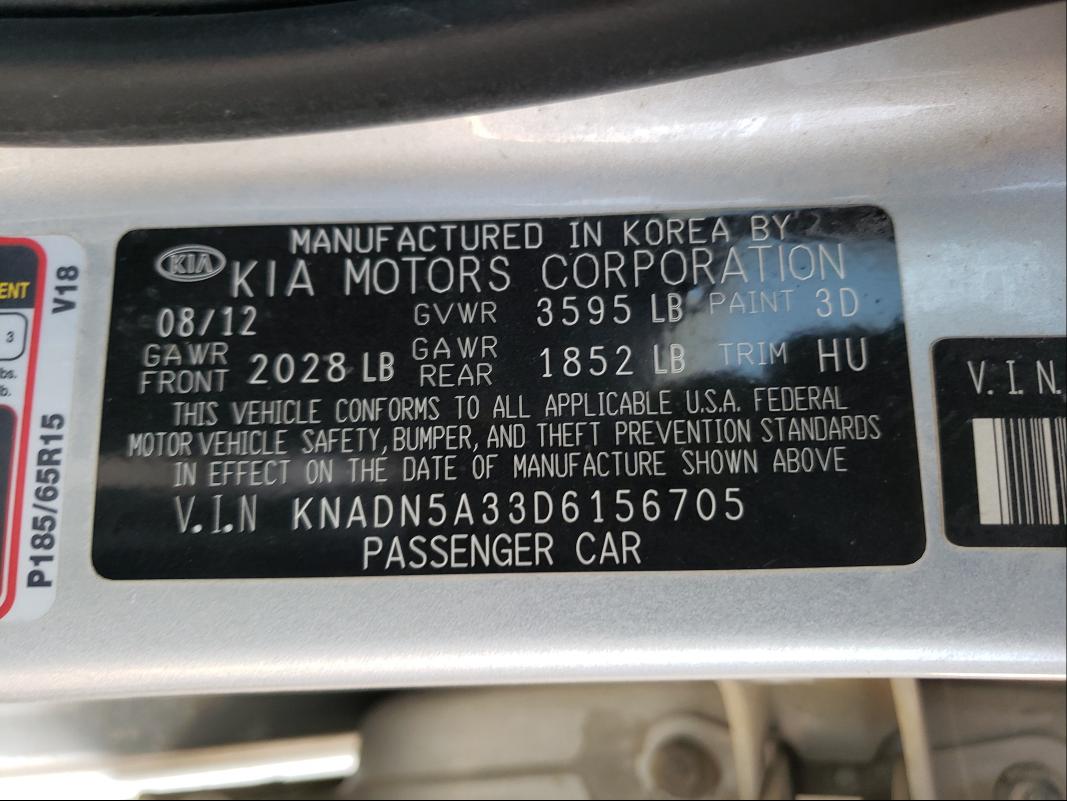 MANUFACTURED IN KOREA BY
KIA
KIA MOTORS CORPORATION
08/12 GVWR 3595 LB PAINT 3D
GAWR FRONT 2028 LB GAWR REAR 1852 LB TRIM HU
THIS VEHICLE CONFORMS TO ALL APPLICABLE U.S.A. FEDERAL
MOTOR VEHICLE SAFETY, BUMPER, AND THEFT PREVENTION STANDARDS
IN EFFECT ON THE DATE OF MANUFACTURE SHOWN ABOVE
V.I.N KNADN5A33D6156705
PASSENGER CAR
P185/65R15
V18
3
V.I.N.